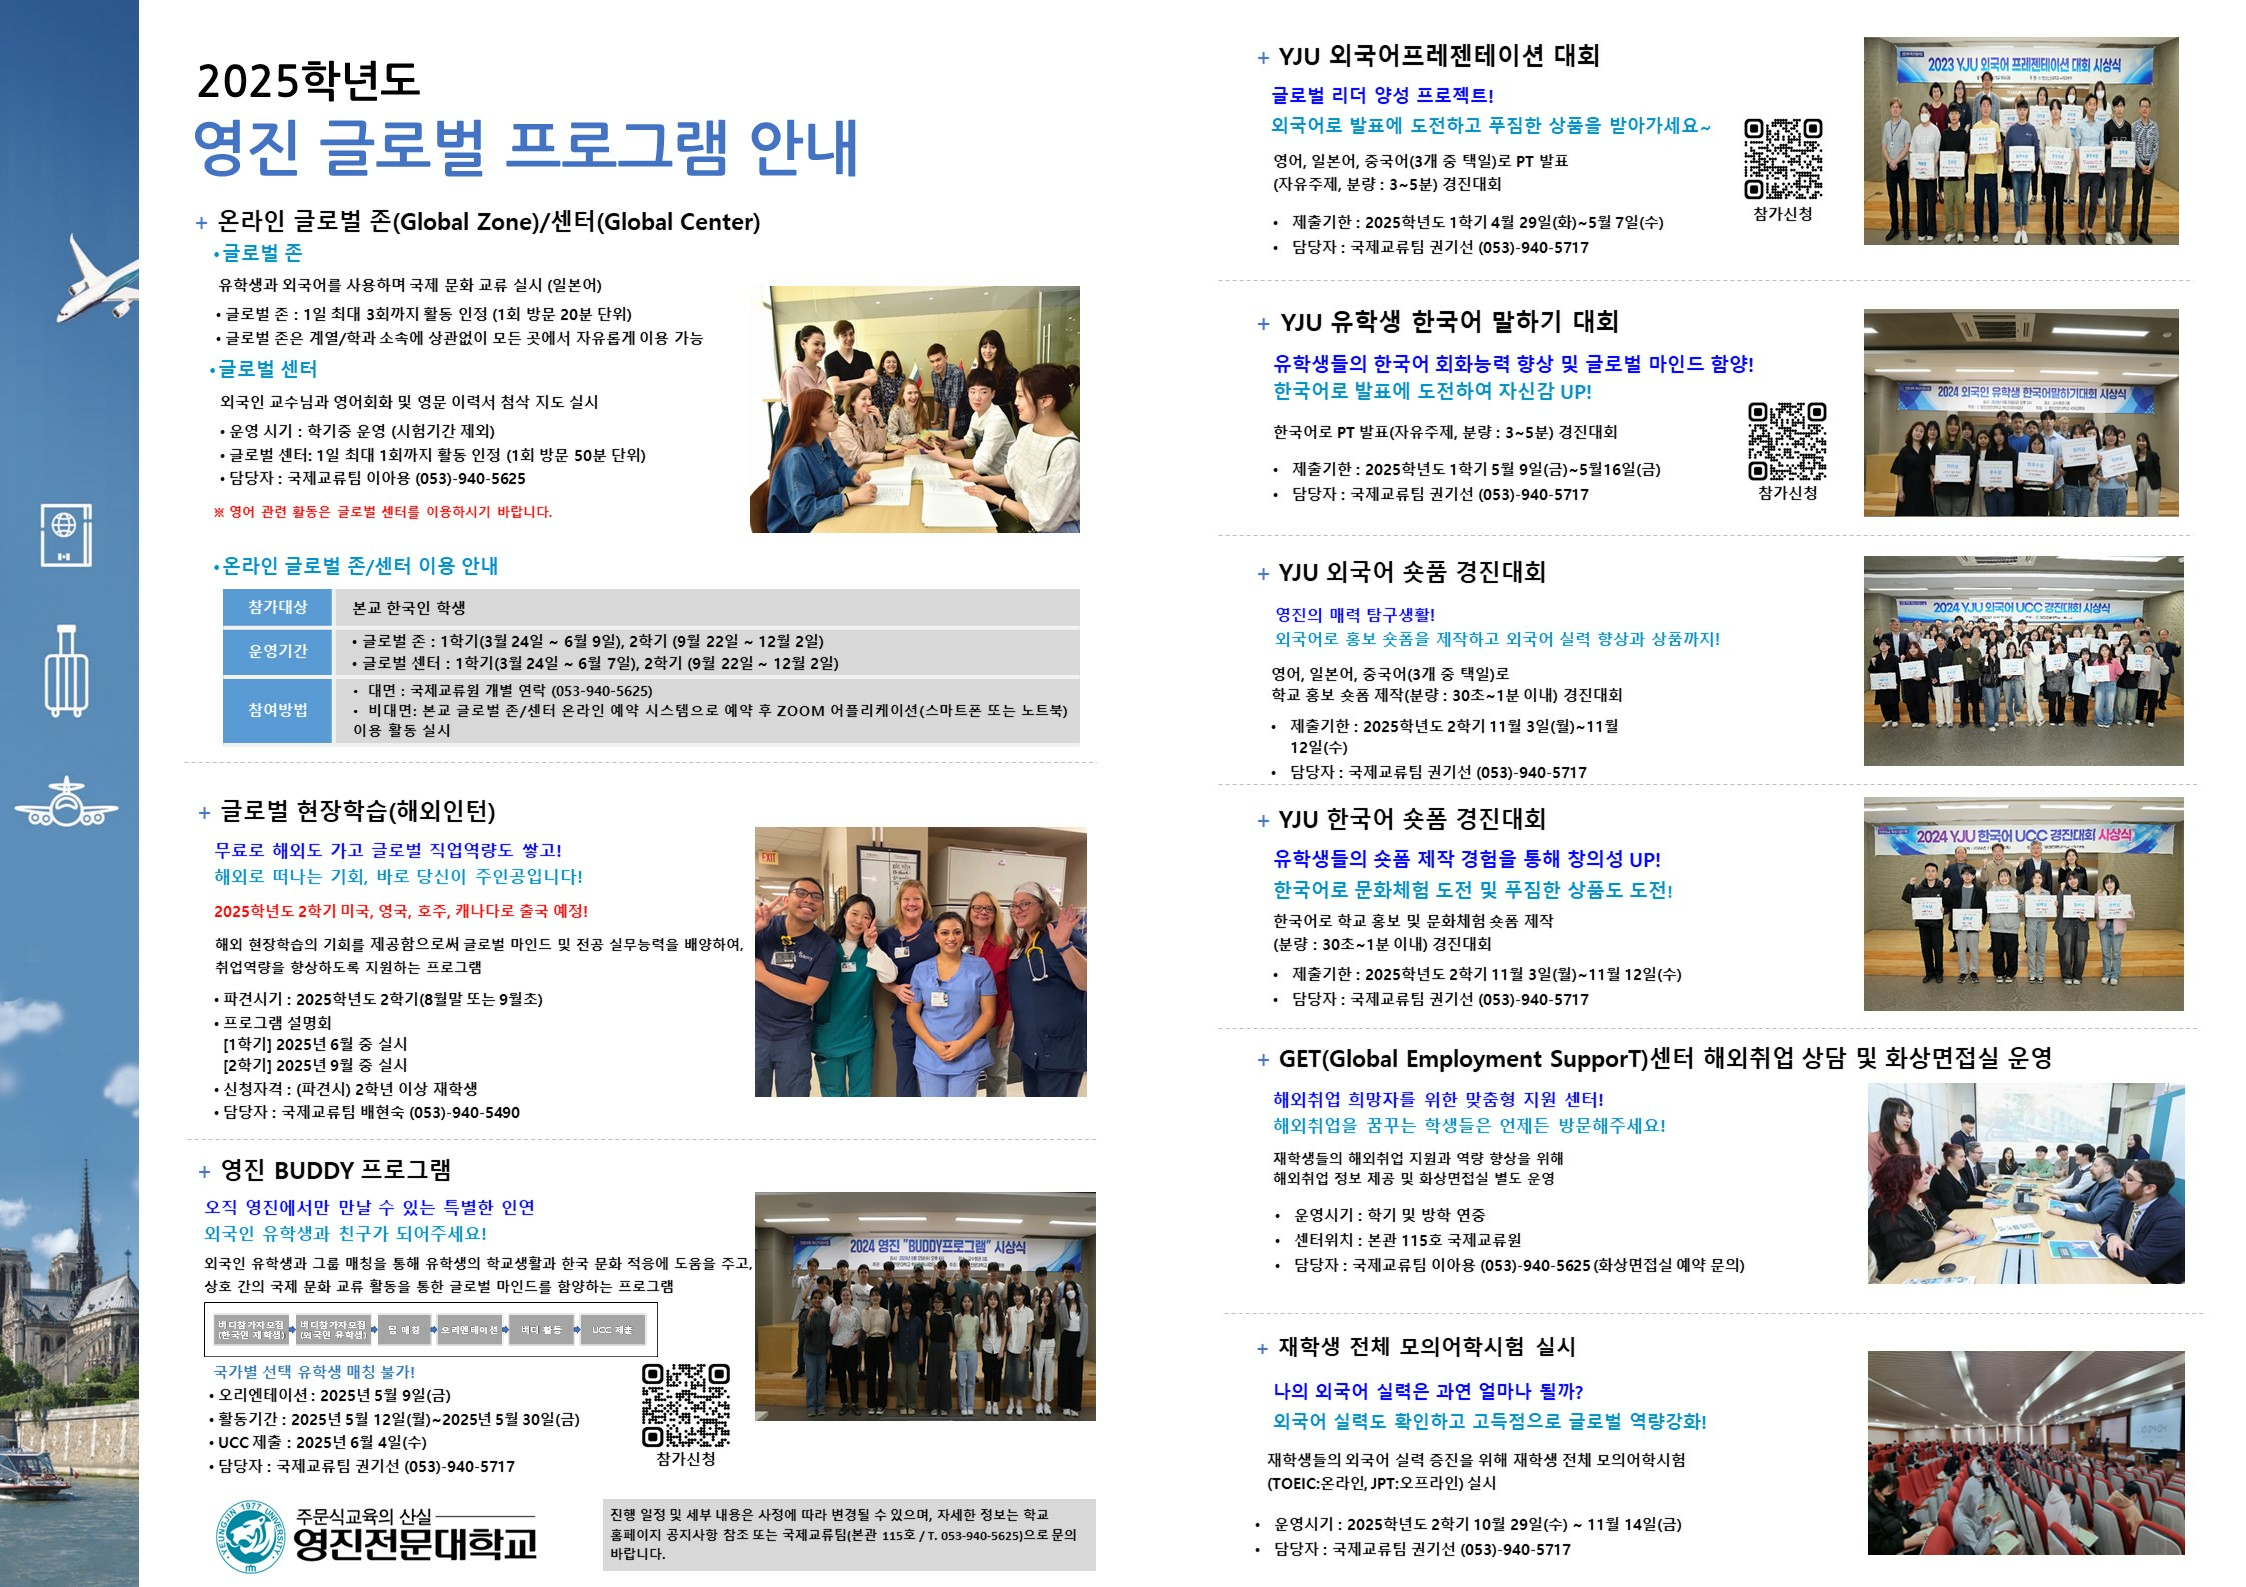 2025학년도
영진 글로벌 프로그램 안내
+ 온라인 글로벌 존(Global Zone)/센터(Global Center)
•글로벌 존
유학생과 외국어를 사용하며 국제 문화 교류 실시 (일본어)
• 글로벌 존 : 1일 최대 3회까지 활동 인정 (1회 방문 20분 단위)
• 글로벌 존은 계열/학과 소속에 상관없이 모든 곳에서 자유롭게 이용 가능
•글로벌 센터
외국인 교수님과 영어회화 및 영문 이력서 첨삭 지도 실시
• 운영 시기 : 학기중 운영 (시험기간 제외)
• 글로벌 센터: 1일 최대 1회까지 활동 인정 (1회 방문 50분 단위)
• 담당자 : 국제교류팀 이아용 (053)-940-5625
※ 영어 관련 활동은 글로벌 센터를 이용하시기 바랍니다.
•온라인 글로벌 존/센터 이용 안내
참가대상
본교 한국인 학생
운영기간
• 글로벌 존 : 1학기(3월 24일 ~ 6월 9일), 2학기 (9월 22일 ~ 12월 2일)
• 글로벌 센터 : 1학기(3월 24일 ~ 6월 7일), 2학기 (9월 22일 ~ 12월 2일)
참여방법
• 대면 : 국제교류원 개별 연락 (053-940-5625)
• 비대면: 본교 글로벌 존/센터 온라인 예약 시스템으로 예약 후 ZOOM 어플리케이션(스마트폰 또는 노트북)
이용 활동 실시
+ 글로벌 현장학습(해외인턴)
무료로 해외도 가고 글로벌 직업역량도 쌓고!
해외로 떠나는 기회, 바로 당신이 주인공입니다!
2025학년도 2학기 미국, 영국, 호주, 캐나다로 출국 예정!
해외 현장학습의 기회를 제공함으로써 글로벌 마인드 및 전공 실무능력을 배양하여,
취업역량을 향상하도록 지원하는 프로그램
• 파견시기 : 2025학년도 2학기(8월말 또는 9월초)
• 프로그램 설명회
[1학기] 2025년 6월 중 실시
[2학기] 2025년 9월 중 실시
• 신청자격 : (파견시) 2학년 이상 재학생
• 담당자 : 국제교류팀 배현숙 (053)-940-5490
EXIT
+ 영진 BUDDY 프로그램
오직 영진에서만 만날 수 있는 특별한 인연
외국인 유학생과 친구가 되어주세요!
외국인 유학생과 그룹 매칭을 통해 유학생의 학교생활과 한국 문화 적응에 도움을 주고,
상호 간의 국제 문화 교류 활동을 통한 글로벌 마인드를 함양하는 프로그램
버디참가자모집
(한국인 재학생)
버디참가자모집
(외국인 유학생)
팀 매칭
오리엔테이션
버디 활동
UCC 제출
국가별 선택 유학생 매칭 불가!
• 오리엔테이션 : 2025년 5월 9일(금)
• 활동기간 : 2025년 5월 12일(월)~2025년 5월 30일(금)
• UCC 제출 : 2025년 6월 4일(수)
• 담당자 : 국제교류팀 권기선 (053)-940-5717
참가신청
2024 영진 "BUDDY프로그램" 시상식
YEUNGJIN UNIVERSITY 1977
주문식교육의 산실
영진전문대학교
진행 일정 및 세부 내용은 사정에 따라 변경될 수 있으며, 자세한 정보는 학교
홈페이지 공지사항 참조 또는 국제교류팀(본관 115호 / T. 053-940-5625)으로 문의
바랍니다.
+ YJU 외국어프레젠테이션 대회
글로벌 리더 양성 프로젝트!
외국어로 발표에 도전하고 푸짐한 상품을 받아가세요~
영어, 일본어, 중국어(3개 중 택일)로 PT 발표
(자유주제, 분량 : 3~5분) 경진대회
• 제출기한 : 2025학년도 1학기 4월 29일(화)~5월 7일(수)
• 담당자 : 국제교류팀 권기선 (053)-940-5717
참가신청
2023 YJU 외국어 프레젠테이션 대회 시상식
+ YJU 유학생 한국어 말하기 대회
유학생들의 한국어 회화능력 향상 및 글로벌 마인드 함양!
한국어로 발표에 도전하여 자신감 UP!
한국어로 PT 발표(자유주제, 분량 : 3~5분) 경진대회
• 제출기한 : 2025학년도 1학기 5월 9일(금)~5월16일(금)
• 담당자 : 국제교류팀 권기선 (053)-940-5717
참가신청
2024 외국인 유학생 한국어말하기대회 시상식
+ YJU 외국어 숏폼 경진대회
영진의 매력 탐구생활!
외국어로 홍보 숏폼을 제작하고 외국어 실력 향상과 상품까지!
영어, 일본어, 중국어(3개 중 택일)로
학교 홍보 숏폼 제작(분량 : 30초~1분 이내) 경진대회
• 제출기한 : 2025학년도 2학기 11월 3일(월)~11월
12일(수)
• 담당자 : 국제교류팀 권기선 (053)-940-5717
2024 YJU 외국어 UCC 경진대회 시상식
+ YJU 한국어 숏폼 경진대회
유학생들의 숏폼 제작 경험을 통해 창의성 UP!
한국어로 문화체험 도전 및 푸짐한 상품도 도전!
한국어로 학교 홍보 및 문화체험 숏폼 제작
(분량 : 30초~1분 이내) 경진대회
• 제출기한 : 2025학년도 2학기 11월 3일(월)~11월 12일(수)
• 담당자 : 국제교류팀 권기선 (053)-940-5717
2024 YJU 한국어 UCC 경진대회 시상식
+ GET(Global Employment SupporT)센터 해외취업 상담 및 화상면접실 운영
해외취업 희망자를 위한 맞춤형 지원 센터!
해외취업을 꿈꾸는 학생들은 언제든 방문해주세요!
재학생들의 해외취업 지원과 역량 향상을 위해
해외취업 정보 제공 및 화상면접실 별도 운영
• 운영시기 : 학기 및 방학 연중
• 센터위치 : 본관 115호 국제교류원
• 담당자 : 국제교류팀 이아용 (053)-940-5625 (화상면접실 예약 문의)
+ 재학생 전체 모의어학시험 실시
나의 외국어 실력은 과연 얼마나 될까?
외국어 실력도 확인하고 고득점으로 글로벌 역량강화!
재학생들의 외국어 실력 증진을 위해 재학생 전체 모의어학시험
(TOEIC:온라인, JPT:오프라인) 실시
• 운영시기 : 2025학년도 2학기 10월 29일(수) ~ 11월 14일(금)
• 담당자 : 국제교류팀 권기선 (053)-940-5717